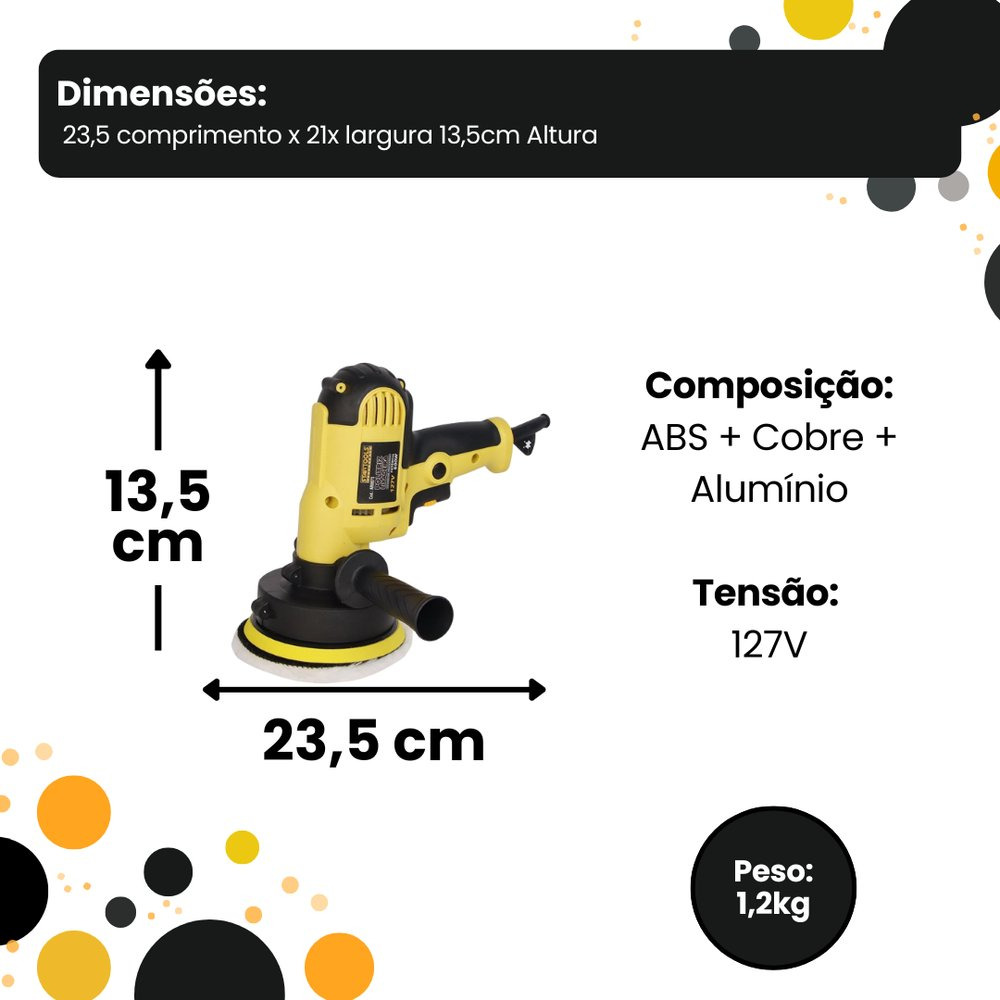 Dimensões:
23,5 comprimento x 21x largura 13,5cm Altura
13,5
cm
23,5 cm
Composição:
ABS + Cobre +
Alumínio
Tensão:
127V
Peso:
1,2kg
127V